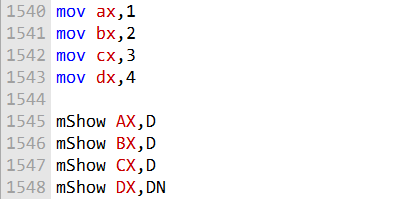 1540 mov ax,1
1541 mov bx,2
1542 mov cx,3
1543 mov dx,4
1544
1545 mShow AX,D
1546 mShow BX,D
1547 mShow CX,D
1548 mShow DX,DN